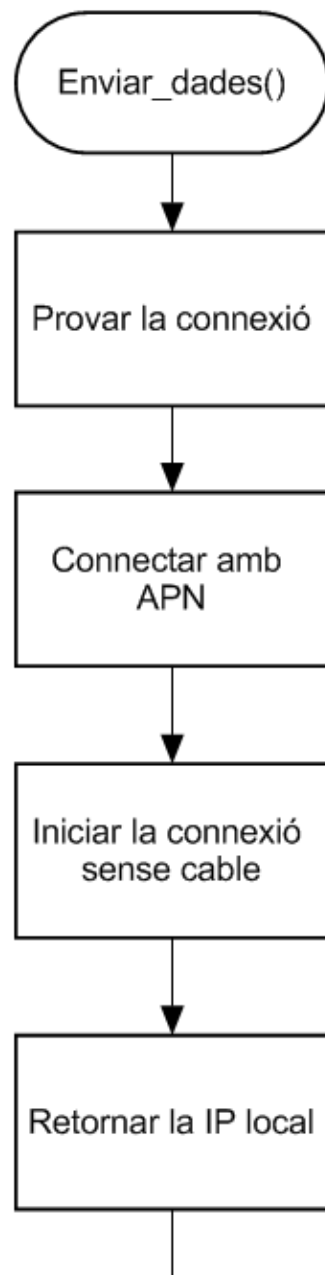 Enviar_dades()
Provar la connexió
Connectar amb
APN
Iniciar la connexió
sense cable
Retornar la IP local